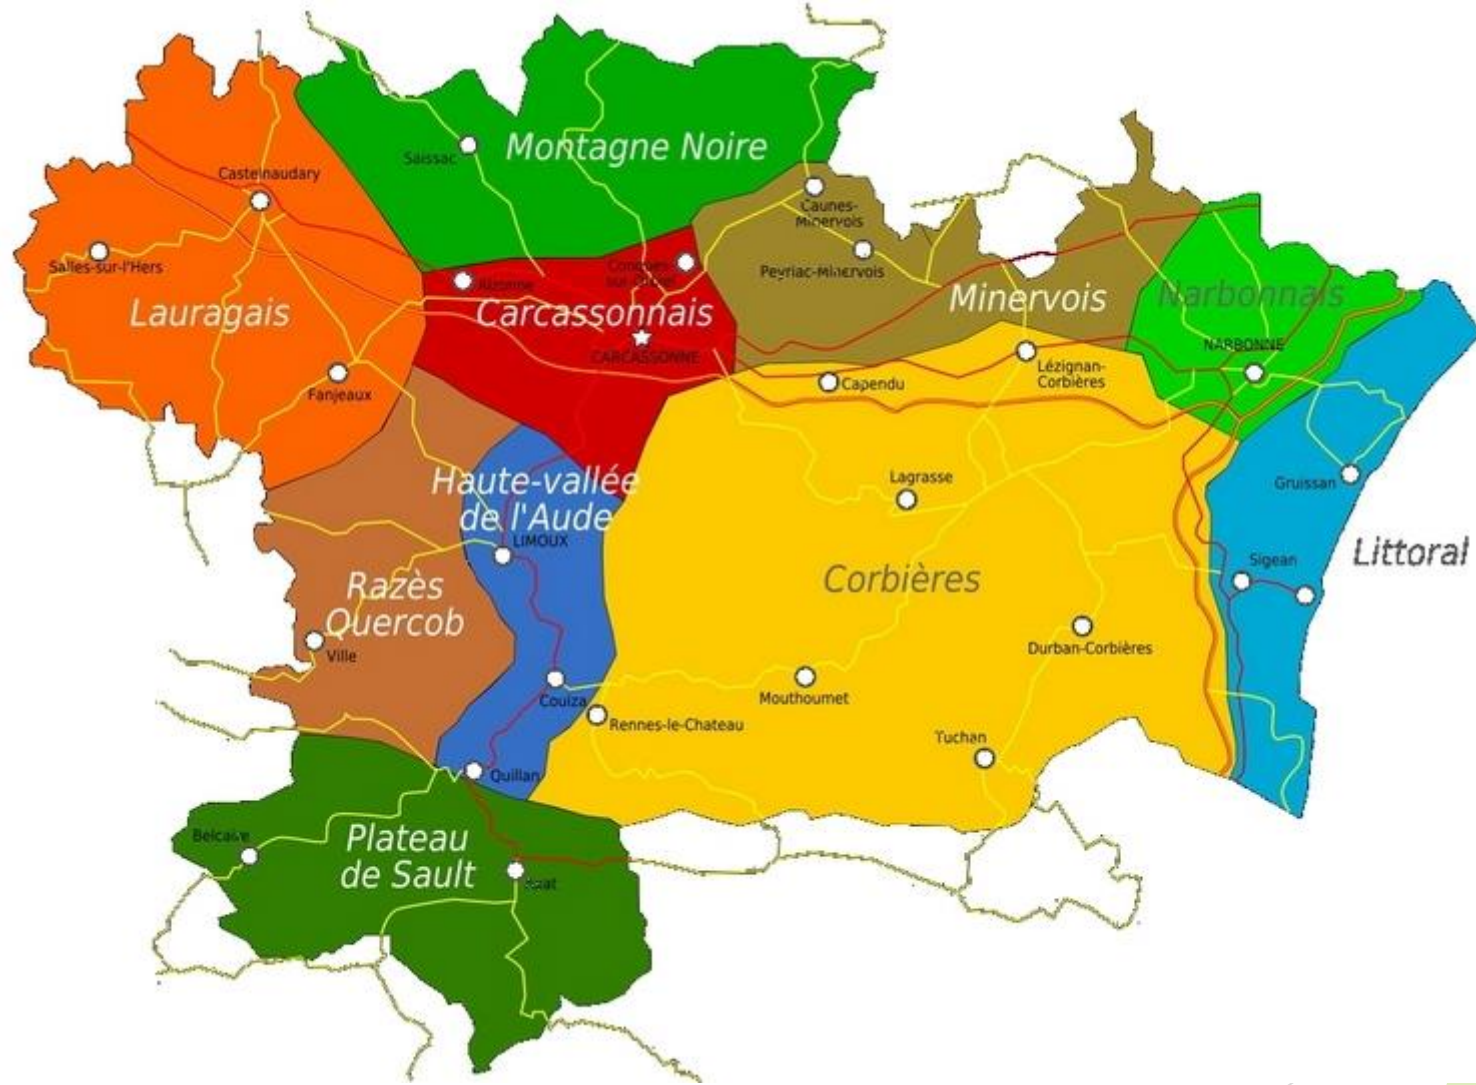 Montagne Noire
Saissac
Castelnaudary
Caunes-
Minervois
Salles-sur-l'Hers
Peyriac-Minervois
Conques-
Alzonne
Lauragais
Carcassonnais
Minervois
Narbonnais
CARCASSONNE
NARBONNE
Fanjeaux
Capendu
Lézignan-
Corbières
Haute-vallée
de l'Aude
Lagrasse
Gruissan
LIMOUX
Littoral
Sigean
Razès
Quercob
Corbières
Ville
Durban-Corbières
Couiza
Mouthoumet
Rennes-le-Chateau
Tuchan
Quillan
Plateau
de Sault